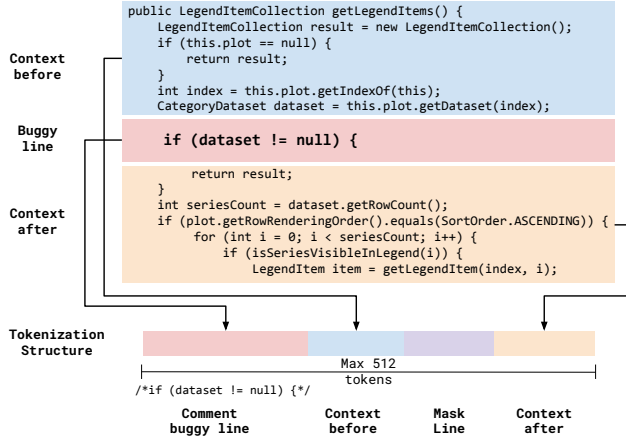 public LegendItemCollection getLegendItems() {
LegendItemCollection result = new LegendItemCollection();
if (this.plot == null) {
return result;
}
int index = this.plot.getIndexOf(this);
CategoryDataset dataset = this.plot.getDataset(index);
Context
before
Buggy
line
if (dataset != null) {
return result;
}
int seriesCount = dataset.getRowCount();
if (plot.getRowRenderingOrder().equals(SortOrder.ASCENDING)) {
for (int i = 0; i < seriesCount; i++) {
if (isSeriesVisibleInLegend(i)) {
LegendItem item = getLegendItem(index, i);
Context
after
Tokenization
Structure
Max 512
tokens
/*if (dataset != null) {*/
Comment
buggy line
Context
before
Mask
Line
Context
after